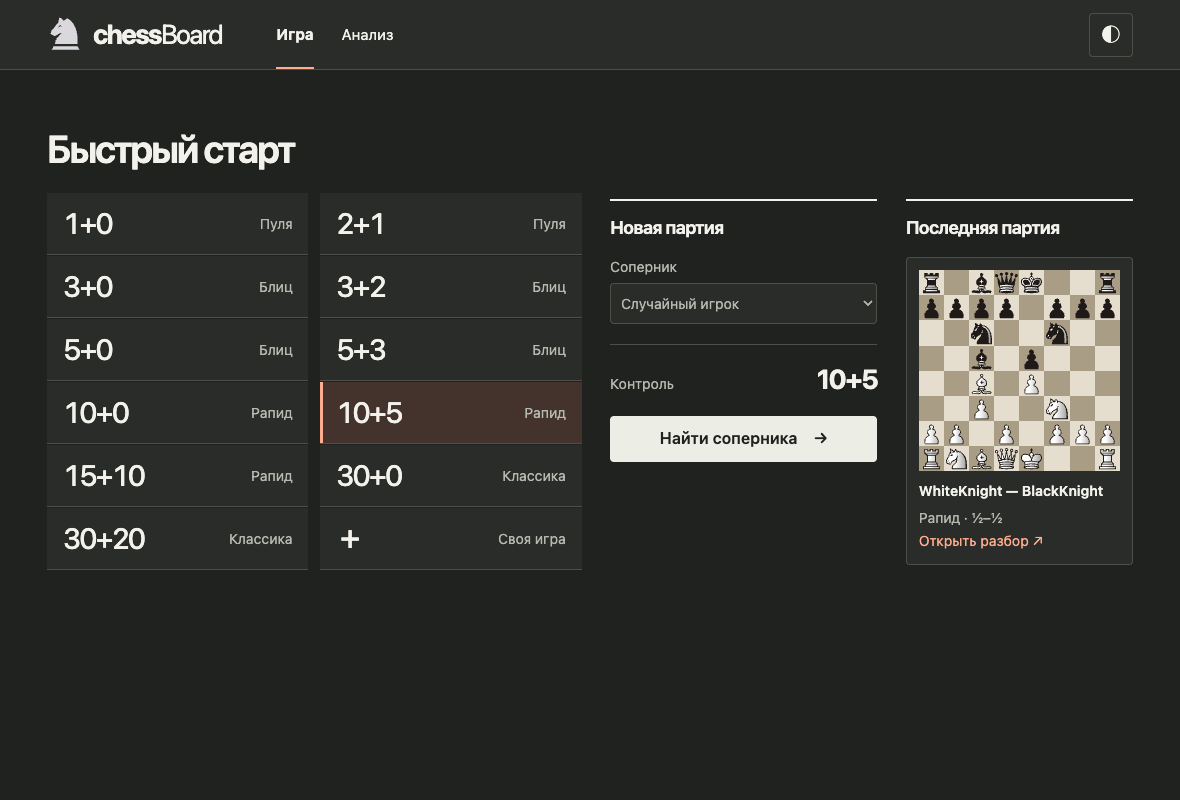 chessBoard
Игра
Анализ
Быстрый старт
1+0 Пуля
2+1 Пуля
3+0 Блиц
3+2 Блиц
5+0 Блиц
5+3 Блиц
10+0 Рапид
10+5 Рапид
15+10 Рапид
30+0 Классика
30+20 Классика
+ Своя игра
Новая партия
Соперник
Случайный игрок
Контроль 10+5
Найти соперника →
Последняя партия
WhiteKnight — BlackKnight
Рапид · ½–½
Открыть разбор ↗